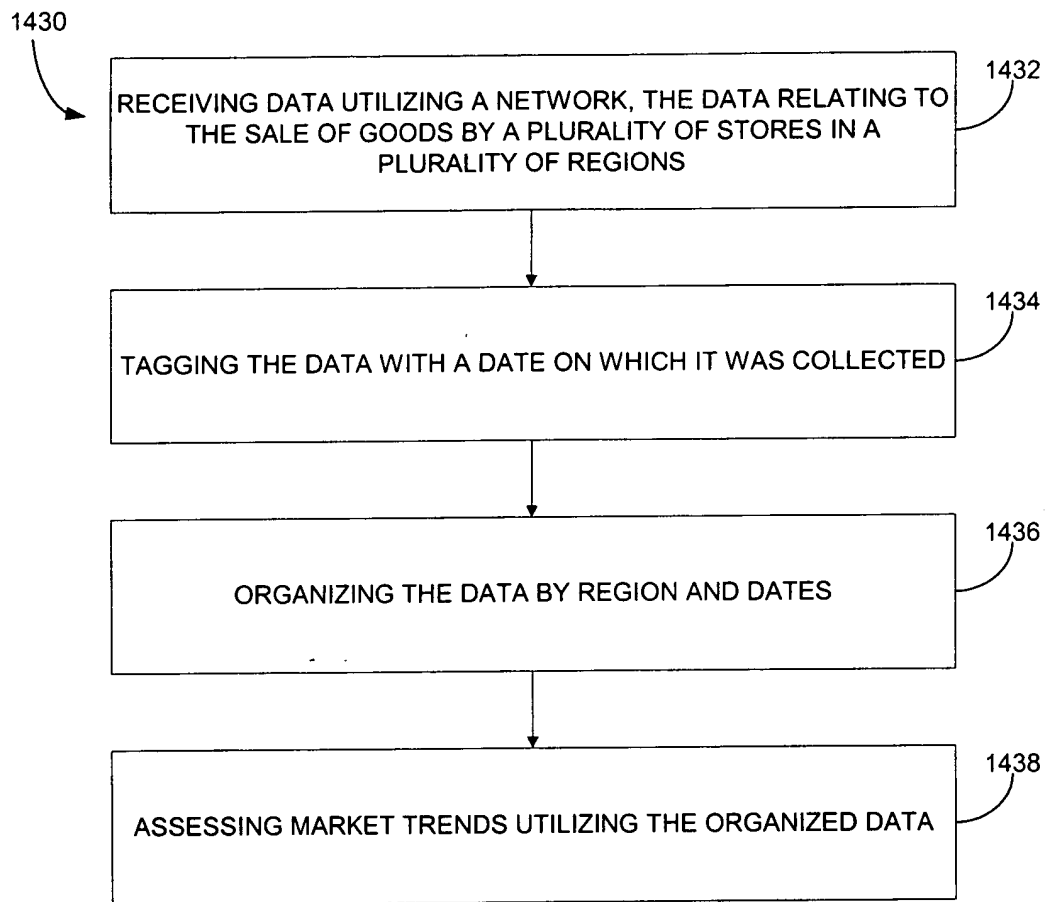 1430
1432
RECEIVING DATA UTILIZING A NETWORK, THE DATA RELATING TO
THE SALE OF GOODS BY A PLURALITY OF STORES IN A
PLURALITY OF REGIONS
1434
TAGGING THE DATA WITH A DATE ON WHICH IT WAS COLLECTED
1436
ORGANIZING THE DATA BY REGION AND DATES
1438
ASSESSING MARKET TRENDS UTILIZING THE ORGANIZED DATA